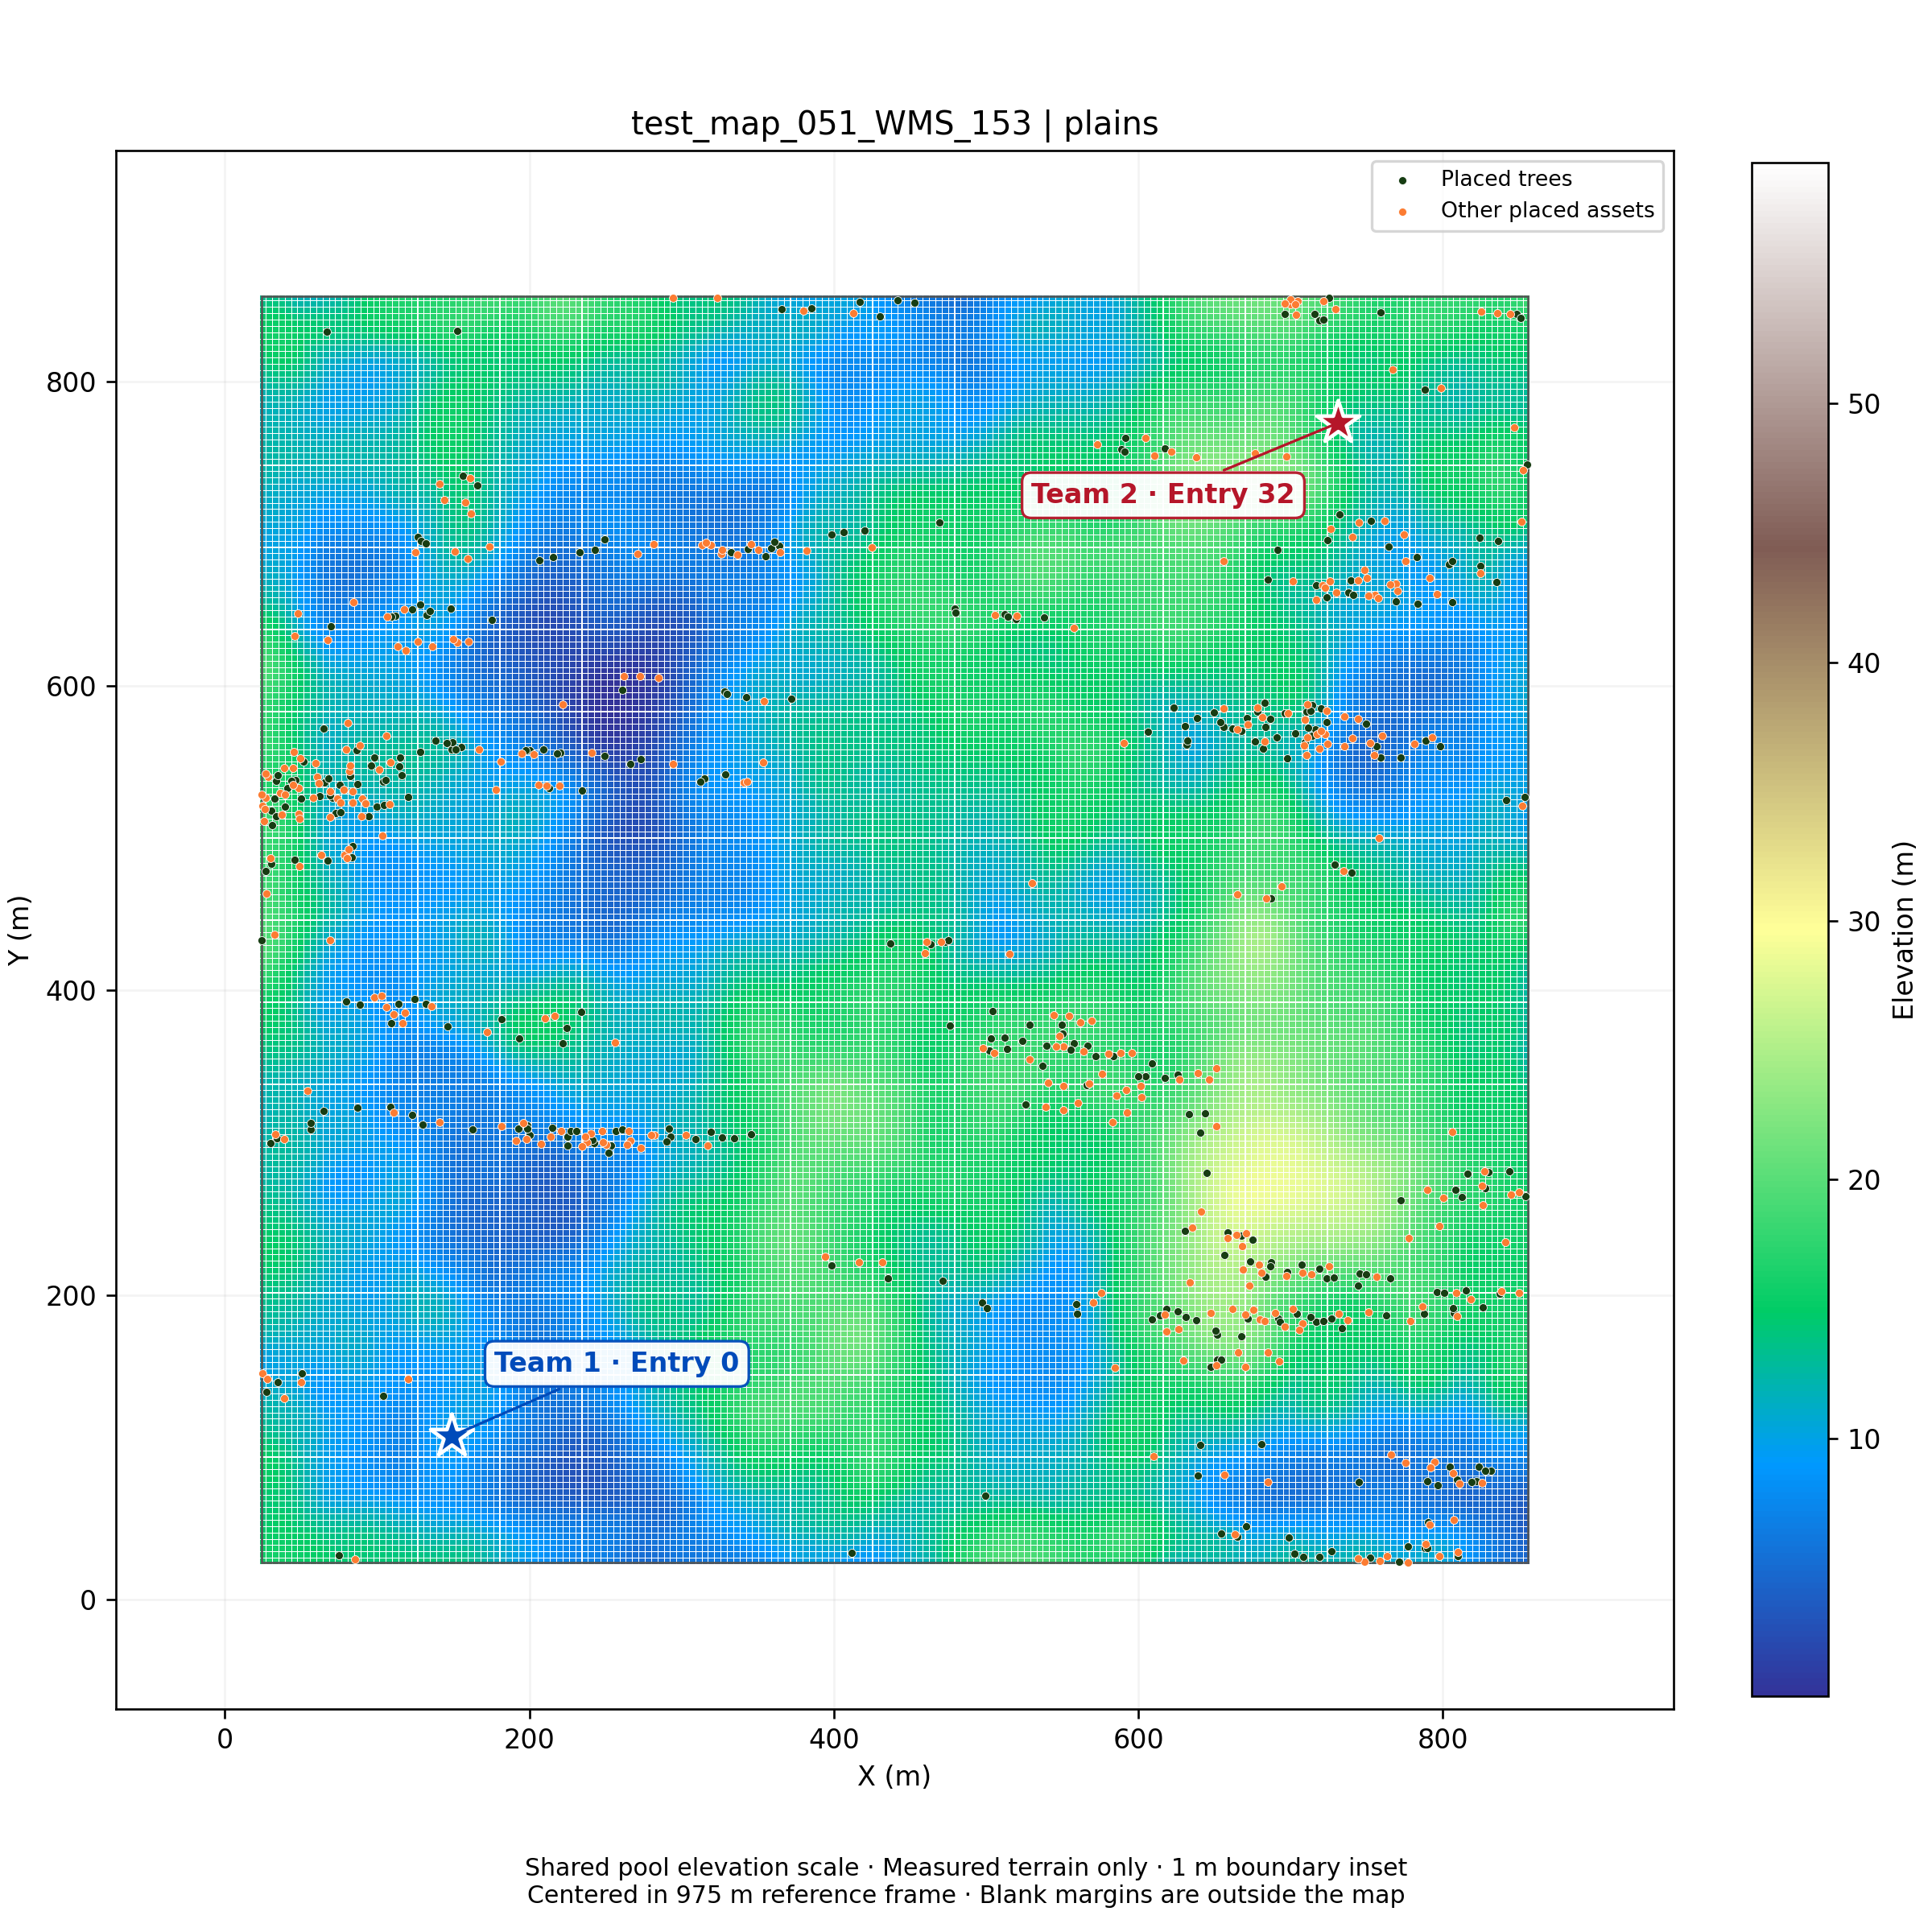 test_map_051_WMS_153 | plains
Placed trees
Other placed assets
Team 2 · Entry 32
Team 1 · Entry 0
800
600
400
200
0
Y (m)
0
200
400
600
800
X (m)
50
40
30
20
10
Elevation (m)
Shared pool elevation scale · Measured terrain only · 1 m boundary inset
Centered in 975 m reference frame · Blank margins are outside the map